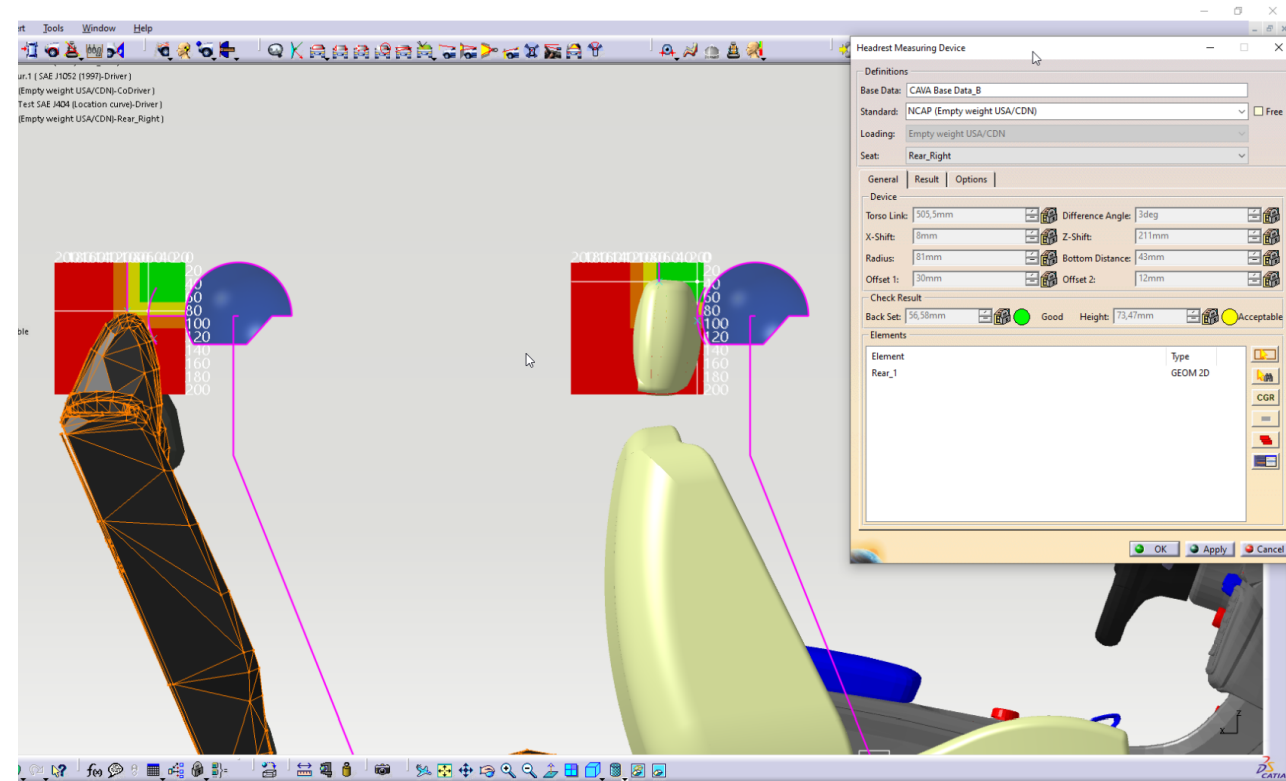 rt Tools Window Help
ur.1 ( SAE J1052 (1997)-Driver )
(Empty weight USA/CDN)-CoDriver )
Test SAE J404 (Location curve)-Driver )
(Empty weight USA/CDN)-Rear_Right )
ble
20
60
80
100
120
140
160
180
200
20
60
80
100
120
140
160
180
200
Headrest Measuring Device
Definitions
Base Data: CAVA Base Data_B
Standard: NCAP (Empty weight USA/CDN) Free
Loading: Empty weight USA/CDN
Seat: Rear_Right
General Result Options
Device
Torso Link: 505,5mm Difference Angle: 3deg
X-Shift: 8mm Z-Shift: 211mm
Radius: 81mm Bottom Distance: 43mm
Offset 1: 30mm Offset 2: 12mm
Check Result
Back Set: 56,58mm Good Height: 73,47mm Acceptable
Elements
Element Type
Rear_1 GEOM 2D
CGR
OK Apply Cancel
z
x
f(x)
CATIA